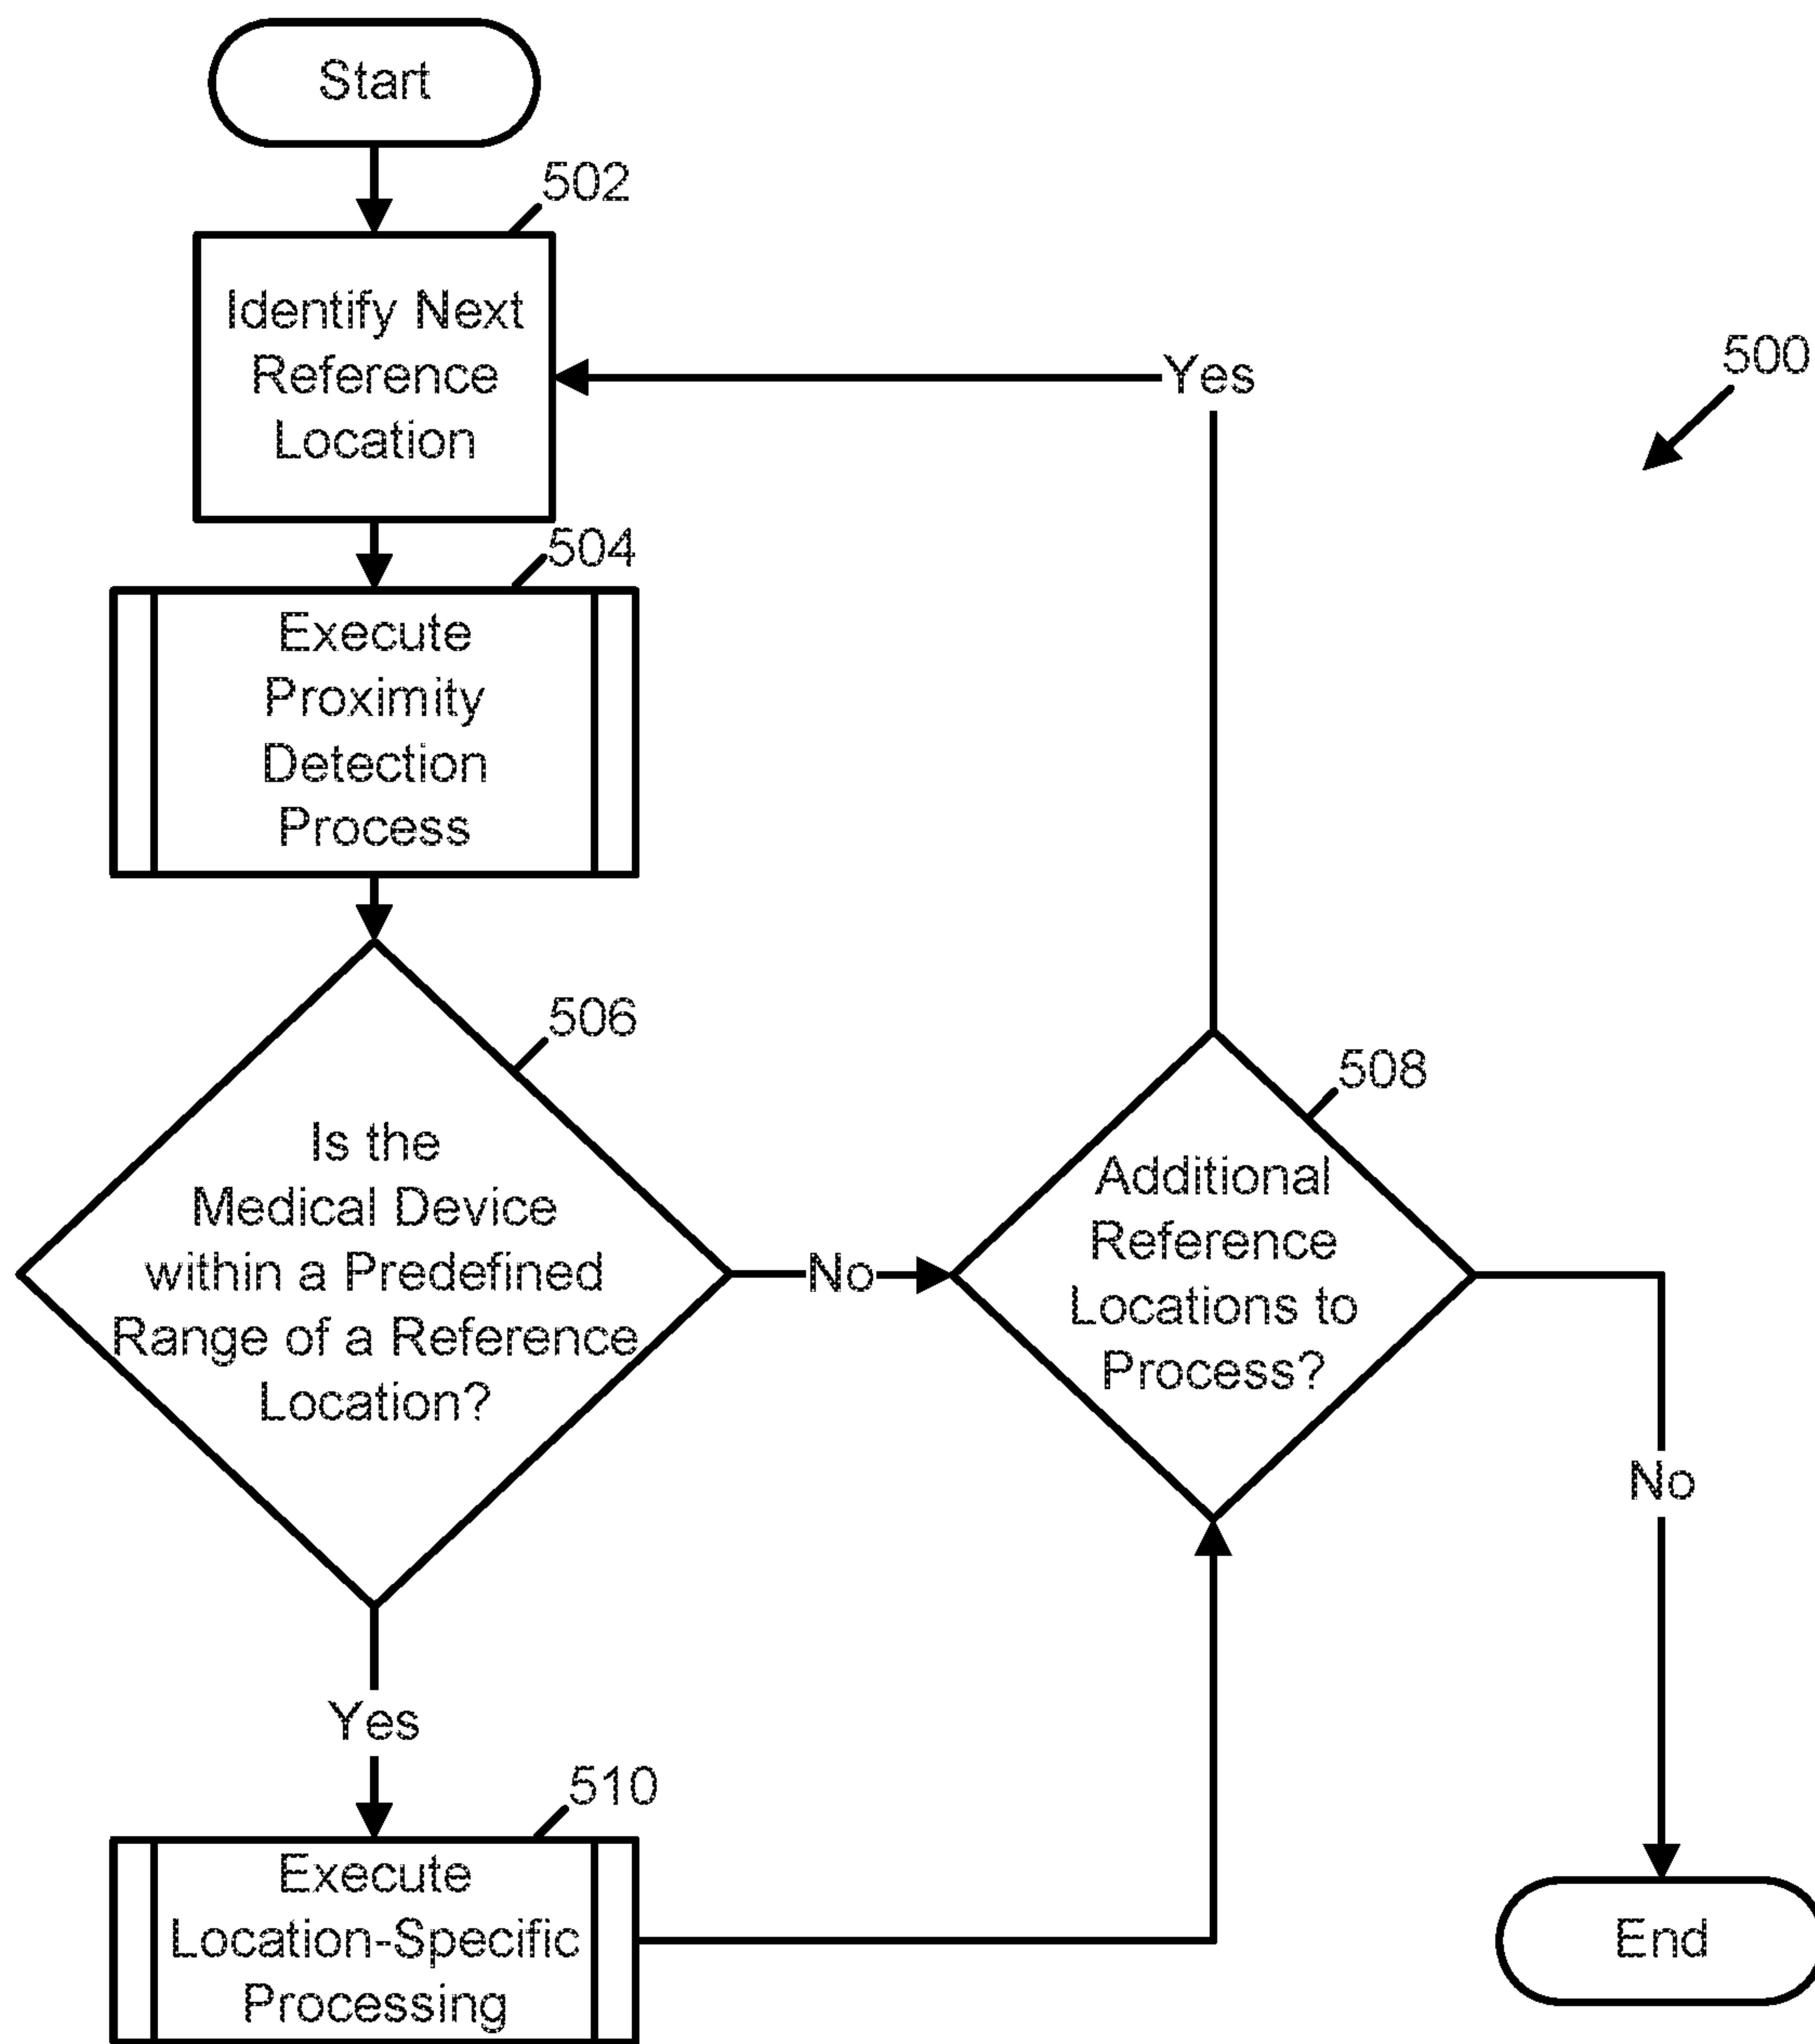 Start
502
Identify Next
Reference
Location
Yes
500
504
Execute
Proximity
Detection
Process
506
Is the
Medical Device
within a Predefined
Range of a Reference
Location?
No
508
Additional
Reference
Locations to
Process?
No
Yes
510
Execute
Location-Specific
Processing
End